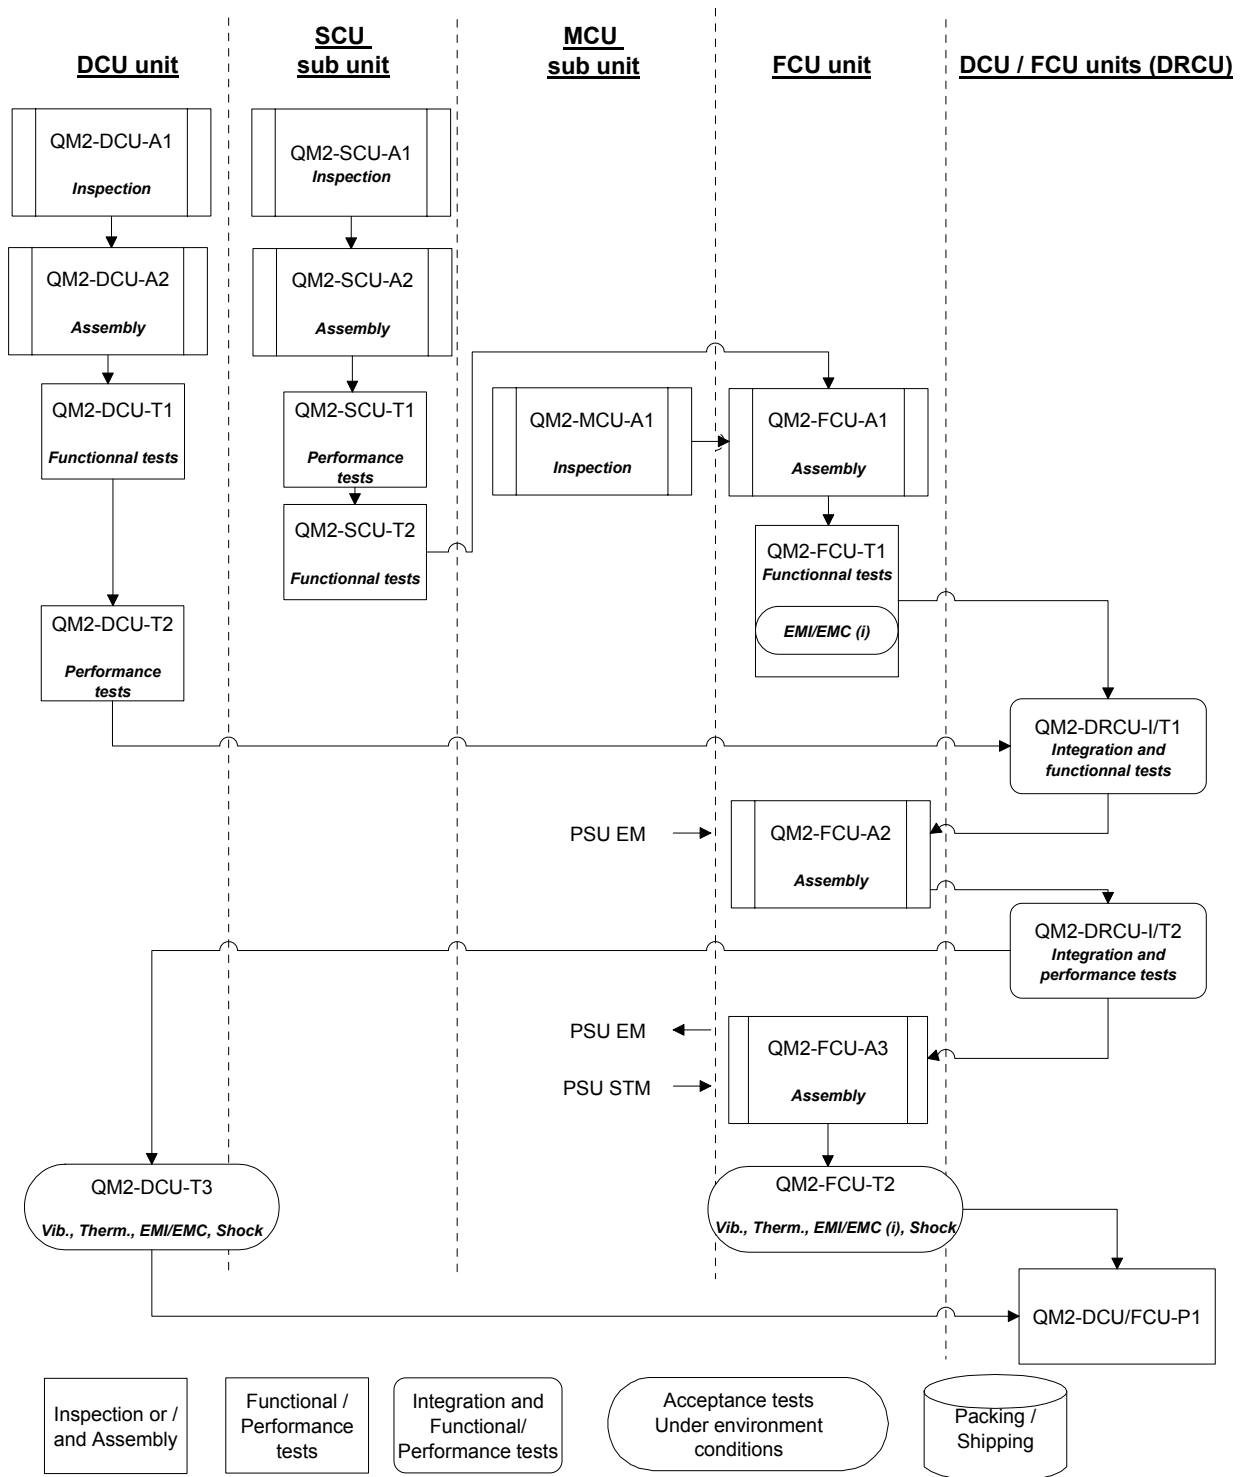 DCU unit
SCU
sub unit
MCU
sub unit
FCU unit
DCU / FCU units (DRCU)
QM2-DCU-A1
Inspection
QM2-SCU-A1
Inspection
QM2-DCU-A2
Assembly
QM2-SCU-A2
Assembly
QM2-DCU-T1
Functionnal tests
QM2-SCU-T1
Performance
tests
QM2-MCU-A1
Inspection
QM2-FCU-A1
Assembly
QM2-SCU-T2
Functionnal tests
QM2-FCU-T1
Functionnal tests
EMI/EMC (i)
QM2-DCU-T2
Performance
tests
QM2-DRCU-I/T1
Integration and
functionnal tests
PSU EM
QM2-FCU-A2
Assembly
QM2-DRCU-I/T2
Integration and
performance tests
PSU EM
PSU STM
QM2-FCU-A3
Assembly
QM2-DCU-T3
Vib., Therm., EMI/EMC, Shock
QM2-FCU-T2
Vib., Therm., EMI/EMC (i), Shock
QM2-DCU/FCU-P1
Inspection or /
and Assembly
Functional /
Performance
tests
Integration and
Functional/
Performance tests
Acceptance tests
Under environment
conditions
Packing /
Shipping